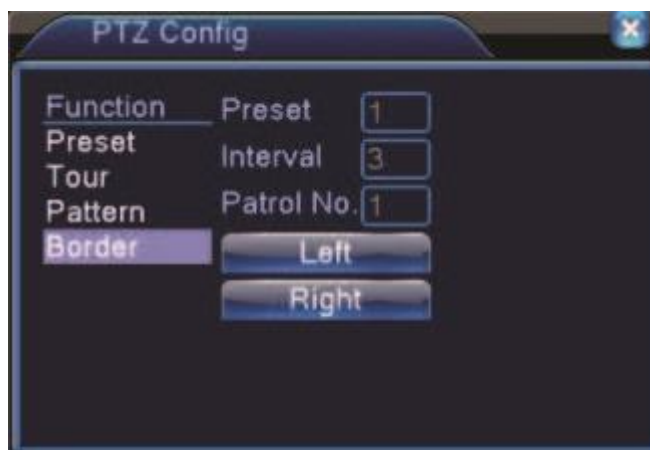 PTZ Config
Function
Preset
Tour
Pattern
Border
Preset 1
Interval 3
Patrol No. 1
Left
Right